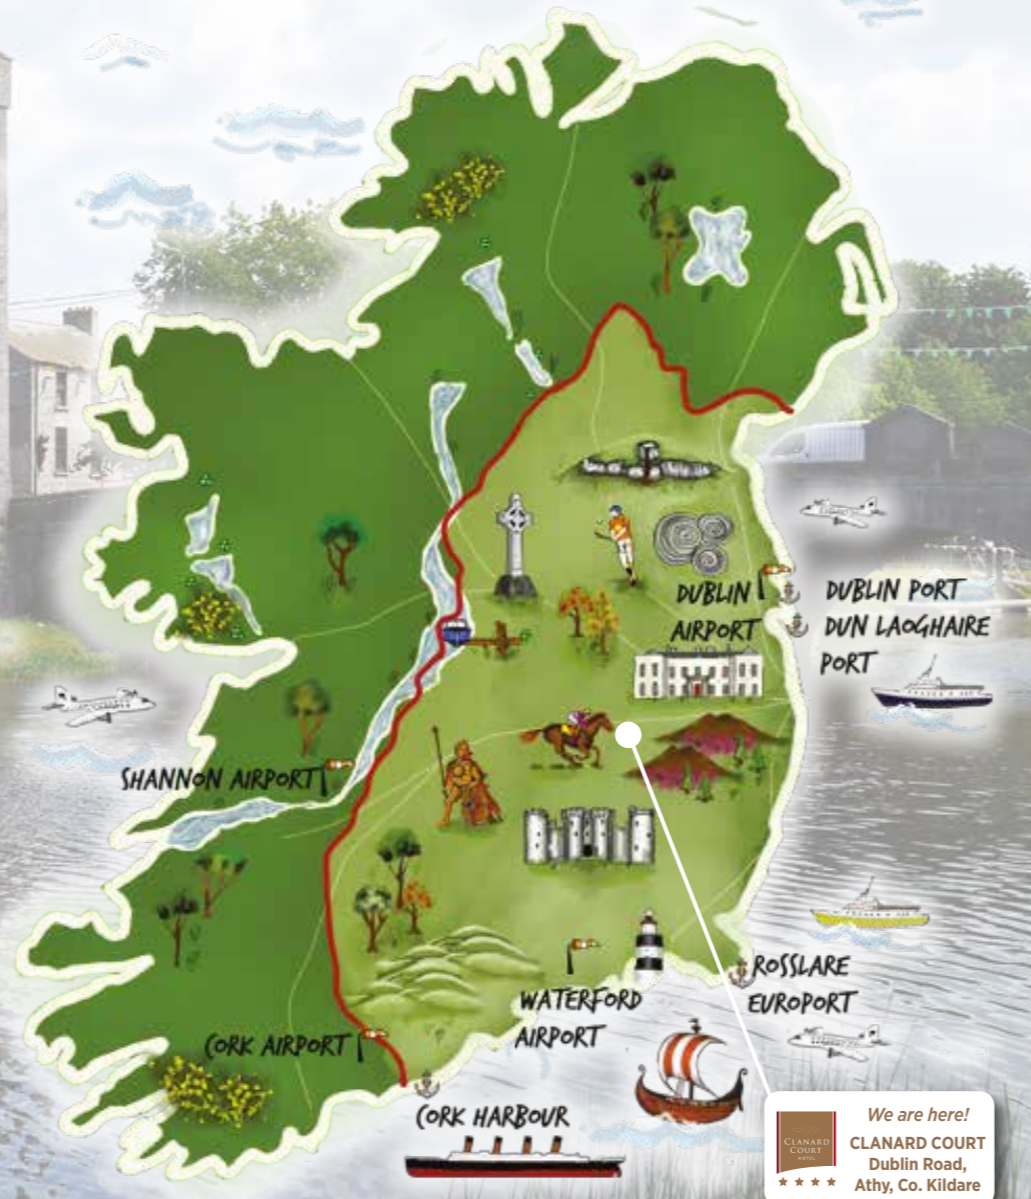 DUBLIN
AIRPORT
DUBLIN PORT
DUN LAOGHAIRE
PORT
SHANNON AIRPORT
ROSSLARE
EUROPORT
WATERFORD
AIRPORT
CORK AIRPORT
CORK HARBOUR
CLANARD
COURT
HOTEL
We are here!
CLANARD COURT
Dublin Road,
Athy, Co. Kildare